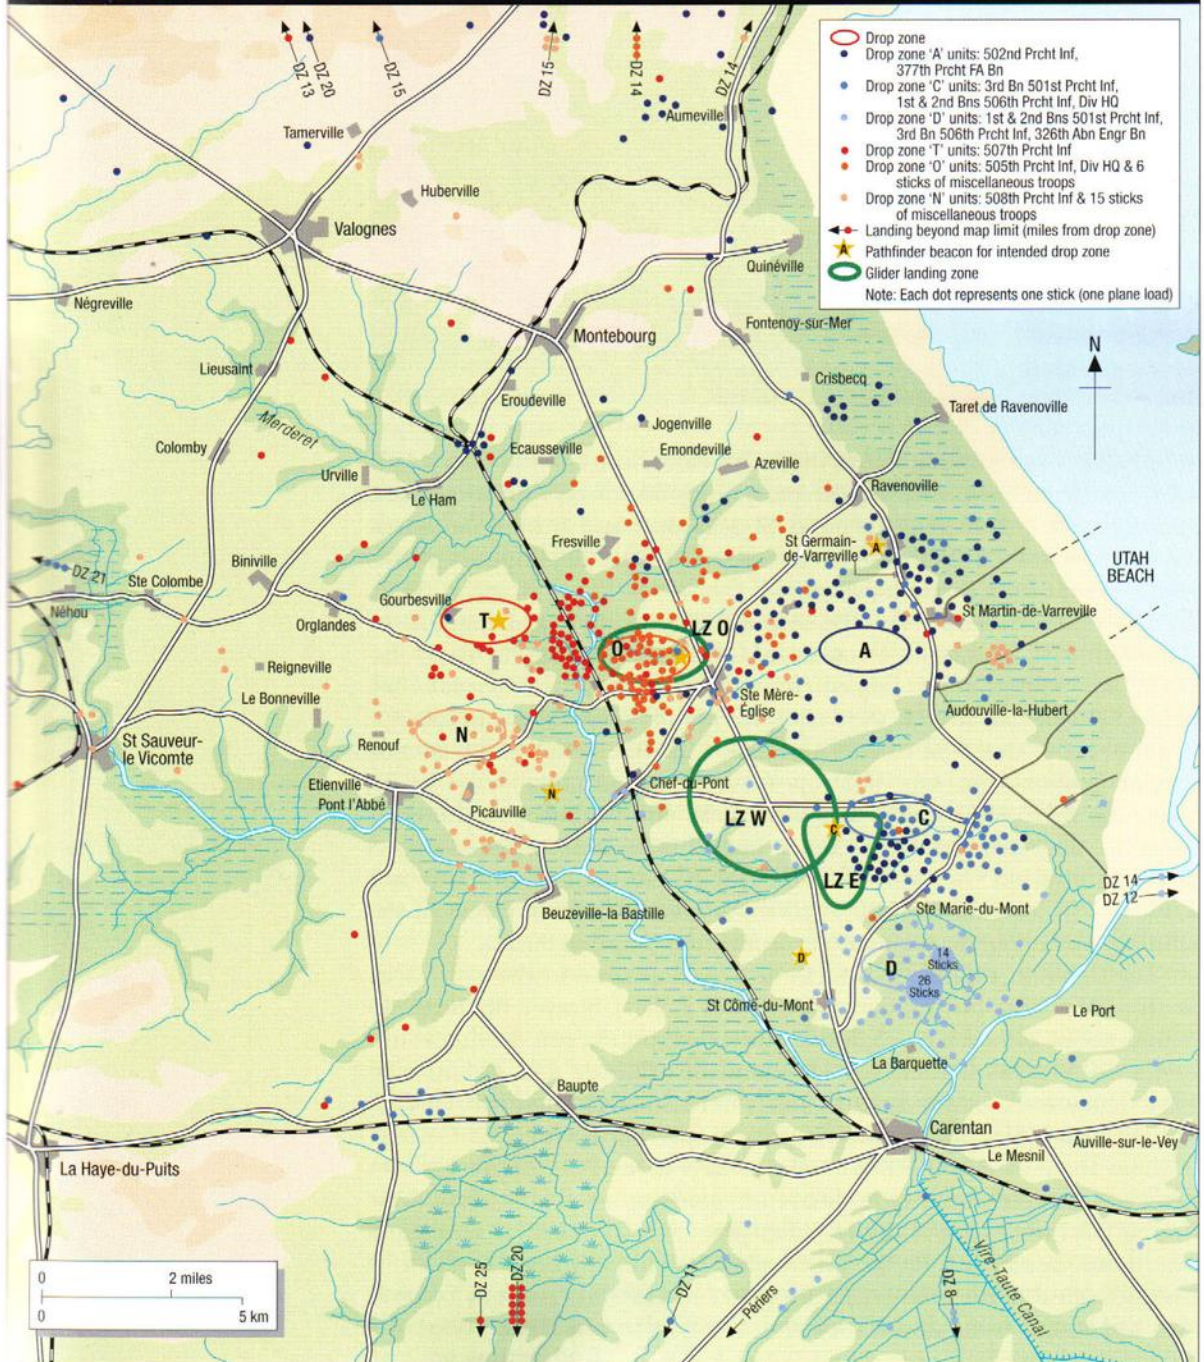 Drop zone
Drop zone 'A' units: 502nd Prcht Inf,
377th Prcht FA Bn
Drop zone 'C' units: 3rd Bn 501st Prcht Inf,
1st & 2nd Bns 506th Prcht Inf, Div HQ
Drop zone 'D' units: 1st & 2nd Bns 501st Prcht Inf,
3rd Bn 506th Prcht Inf, 326th Abn Engr Bn
Drop zone 'T' units: 507th Prcht Inf
Drop zone 'O' units: 505th Prcht Inf, Div HQ & 6
sticks of miscellaneous troops
Drop zone 'N' units: 508th Prcht Inf & 15 sticks
of miscellaneous troops
Landing beyond map limit (miles from drop zone)
A
Pathfinder beacon for intended drop zone
Glider landing zone
Note: Each dot represents one stick (one plane load)
DZ 13
DZ 20
DZ 15
DZ 15
DZ 14
DZ 14
Aumeville
Tamerville
Huberville
Valognes
Quinéville
Négreville
Fontenoy-sur-Mer
Montebourg
N
Lieusaint
Crisbecq
Eroudeville
Taret de Ravenoville
Merderet
Jogenville
Colomby
Ecausseville
Emondeville
Azeville
Urville
Le Ham
Ravenoville
Fresville
St Germain-
de-Varreville
A
UTAH
BEACH
DZ 21
Biniville
Ste Colombe
Néhou
Gourbesville
Orglandes
T
St Martin-de-Varreville
LZ O
O
A
Reigneville
Le Bonneville
Ste Mère-
Église
Audouville-la-Hubert
N
Renouf
St Sauveur-
le Vicomte
Etienville
Pont l'Abbé
N
Chef-du-Pont
Picauville
LZ W
C
C
LZ E
DZ 14
DZ 12
Beuzeville-la Bastille
Ste Marie-du-Mont
D
D
14
Sticks
26
Sticks
St Côme-du-Mont
Le Port
La Barquette
Baupte
Carentan
Le Mesnil
Auville-sur-le-Vey
La Haye-du-Puits
DZ 25
DZ 20
DZ 11
Périers
DZ 8
Vire-Taute Canal
0
2 miles
0
5 km